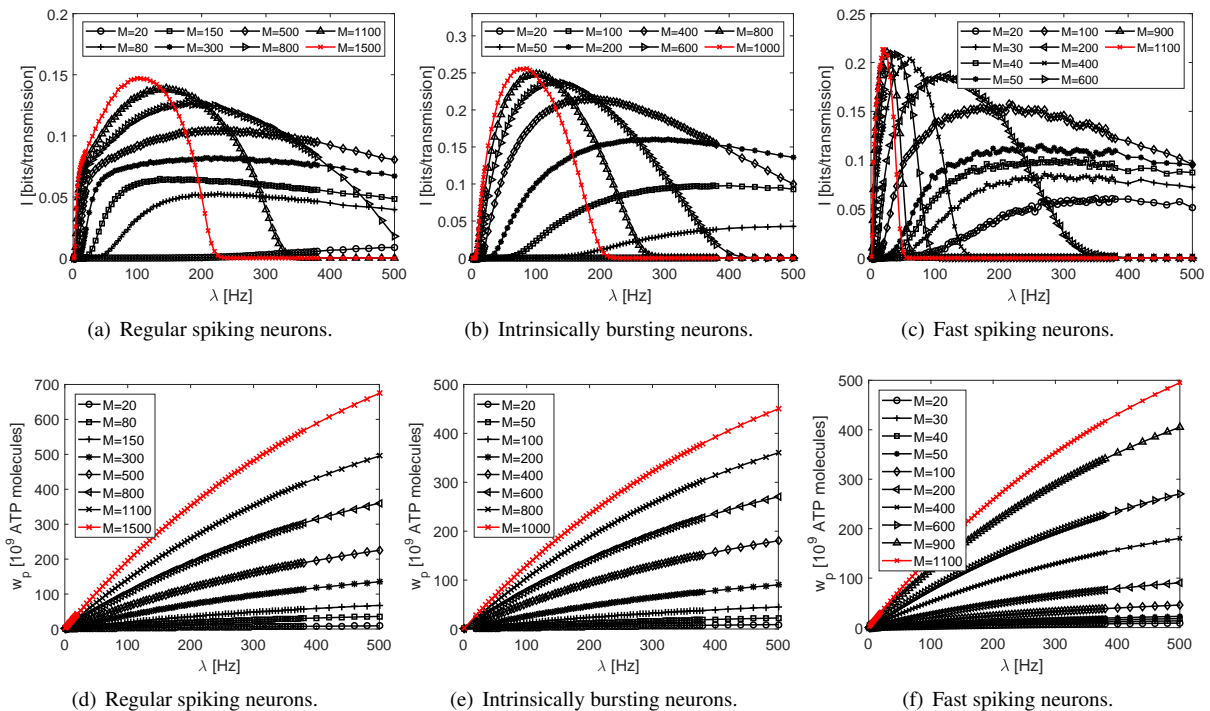 0.2
0.15
0.1
0.05
0
I [bits/transmission]
M=20 M=150 M=500 M=1100
M=80 M=300 M=800 M=1500
0 100 200 300 400 500
λ [Hz]
(a) Regular spiking neurons.
0.3
0.25
0.2
0.15
0.1
0.05
0
I [bits/transmission]
M=20 M=100 M=400 M=800
M=50 M=200 M=600 M=1000
0 100 200 300 400 500
λ [Hz]
(b) Intrinsically bursting neurons.
0.25
0.2
0.15
0.1
0.05
0
I [bits/transmission]
M=20 M=100 M=900
M=30 M=200 M=1100
M=40 M=400
M=50 M=600
0 100 200 300 400 500
λ [Hz]
(c) Fast spiking neurons.
700
600
500
400
300
200
100
0
w_p [10^9 ATP molecules]
M=20
M=80
M=150
M=300
M=500
M=800
M=1100
M=1500
0 100 200 300 400 500
λ [Hz]
(d) Regular spiking neurons.
500
400
300
200
100
0
w_p [10^9 ATP molecules]
M=20
M=50
M=100
M=200
M=400
M=600
M=800
M=1000
0 100 200 300 400 500
λ [Hz]
(e) Intrinsically bursting neurons.
500
400
300
200
100
0
w_p [10^9 ATP molecules]
M=20
M=30
M=40
M=50
M=100
M=200
M=400
M=600
M=900
M=1100
0 100 200 300 400 500
λ [Hz]
(f) Fast spiking neurons.